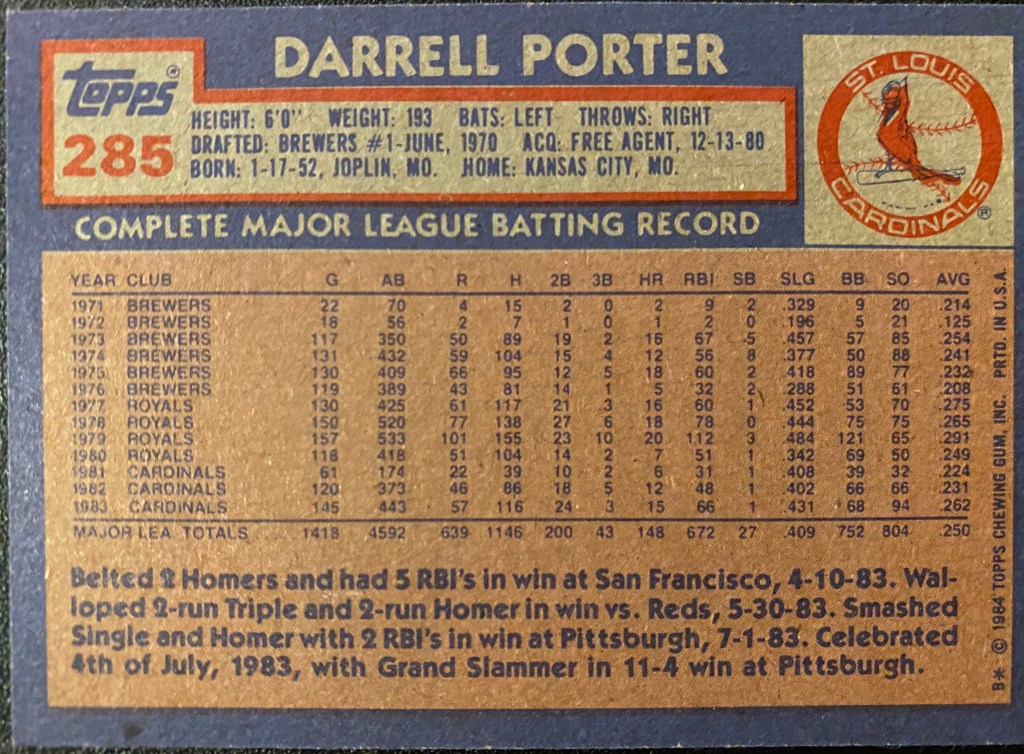 DARRELL PORTER
Topps®
285
HEIGHT: 6'0" WEIGHT: 193 BATS: LEFT THROWS: RIGHT
DRAFTED: BREWERS #1-JUNE, 1970 ACQ: FREE AGENT, 12-13-80
BORN: 1-17-52, JOPLIN, MO. HOME: KANSAS CITY, MO.
ST. LOUIS
CARDINALS ®
COMPLETE MAJOR LEAGUE BATTING RECORD
YEAR CLUB G AB R H 2B 3B HR RBI SB SLG BB SO AVG
1971 BREWERS 22 70 4 15 2 0 2 9 2 .329 9 20 .214
1972 BREWERS 18 56 2 7 1 0 1 2 0 .196 5 21 .125
1973 BREWERS 117 350 50 89 19 2 16 67 5 .457 57 85 .254
1974 BREWERS 131 432 59 104 15 4 12 56 8 .377 50 88 .241
1975 BREWERS 130 409 66 95 12 5 18 60 2 .418 89 77 .232
1976 BREWERS 119 389 43 81 14 1 5 32 2 .288 51 61 .208
1977 ROYALS 130 425 61 117 21 3 16 60 1 .452 53 70 .275
1978 ROYALS 150 520 77 138 27 6 18 78 0 .444 75 75 .265
1979 ROYALS 157 533 101 155 23 10 20 112 3 .484 121 65 .291
1980 ROYALS 118 418 51 104 14 2 7 51 1 .342 69 50 .249
1981 CARDINALS 61 174 22 39 10 2 6 31 1 .408 39 32 .224
1982 CARDINALS 120 373 46 86 18 5 12 48 1 .402 66 66 .231
1983 CARDINALS 145 443 57 116 24 3 15 66 1 .431 68 94 .262
MAJOR LEA. TOTALS 1418 4592 639 1146 200 43 148 672 27 .409 752 804 .250
Belted 2 Homers and had 5 RBI's in win at San Francisco, 4-10-83. Wal-
loped 2-run Triple and 2-run Homer in win vs. Reds, 5-30-83. Smashed
Single and Homer with 2 RBI's in win at Pittsburgh, 7-1-83. Celebrated
4th of July, 1983, with Grand Slammer in 11-4 win at Pittsburgh.
B* © 1984 TOPPS CHEWING GUM, INC. PRTD. IN U.S.A.